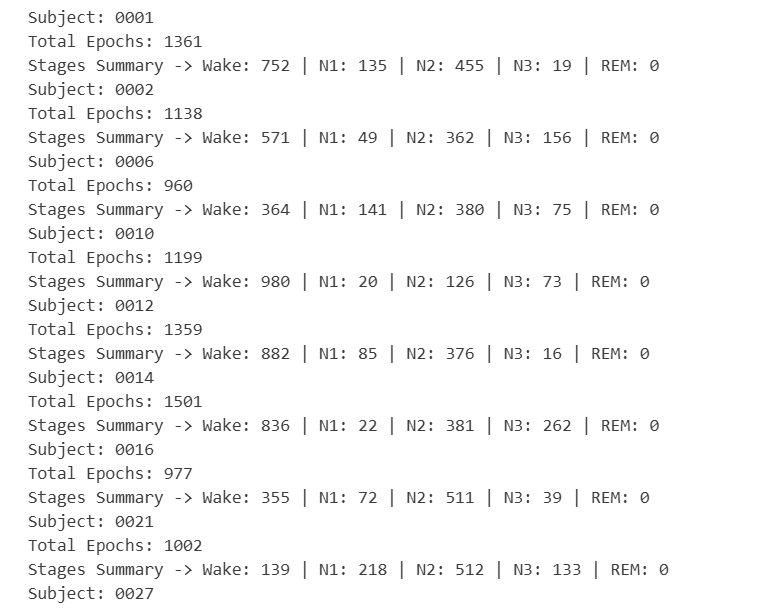 Subject: 0001
Total Epochs: 1361
Stages Summary -> Wake: 752 | N1: 135 | N2: 455 | N3: 19 | REM: 0
Subject: 0002
Total Epochs: 1138
Stages Summary -> Wake: 571 | N1: 49 | N2: 362 | N3: 156 | REM: 0
Subject: 0006
Total Epochs: 960
Stages Summary -> Wake: 364 | N1: 141 | N2: 380 | N3: 75 | REM: 0
Subject: 0010
Total Epochs: 1199
Stages Summary -> Wake: 980 | N1: 20 | N2: 126 | N3: 73 | REM: 0
Subject: 0012
Total Epochs: 1359
Stages Summary -> Wake: 882 | N1: 85 | N2: 376 | N3: 16 | REM: 0
Subject: 0014
Total Epochs: 1501
Stages Summary -> Wake: 836 | N1: 22 | N2: 381 | N3: 262 | REM: 0
Subject: 0016
Total Epochs: 977
Stages Summary -> Wake: 355 | N1: 72 | N2: 511 | N3: 39 | REM: 0
Subject: 0021
Total Epochs: 1002
Stages Summary -> Wake: 139 | N1: 218 | N2: 512 | N3: 133 | REM: 0
Subject: 0027